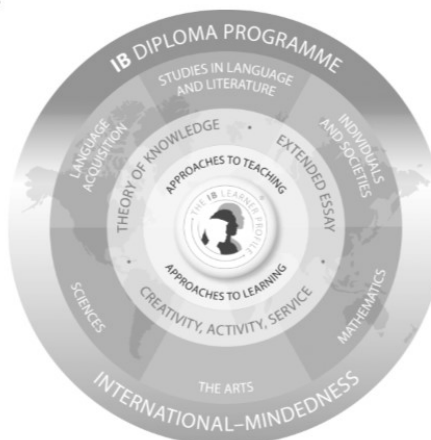 IB DIPLOMA PROGRAMME
STUDIES IN LANGUAGE
AND LITERATURE
LANGUAGE
ACQUISITION
INDIVIDUALS
AND SOCIETIES
THEORY OF KNOWLEDGE
EXTENDED ESSAY
APPROACHES TO TEACHING
THE IB LEARNER PROFILE
APPROACHES TO LEARNING
CREATIVITY, ACTIVITY, SERVICE
SCIENCES
MATHEMATICS
THE ARTS
INTERNATIONAL–MINDEDNESS